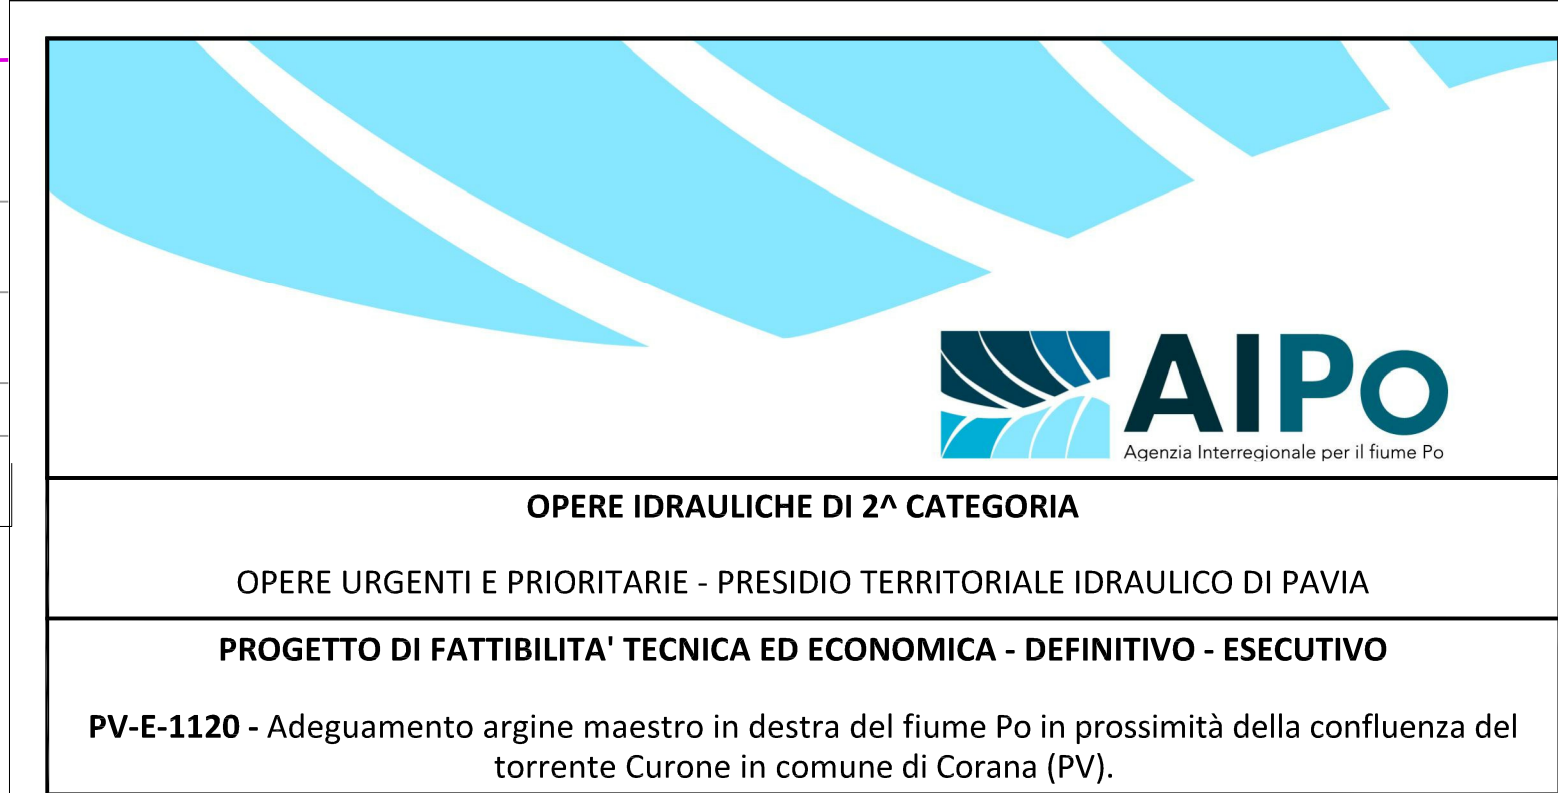 AIPo
Agenzia Interregionale per il fiume Po
OPERE IDRAULICHE DI 2^ CATEGORIA
OPERE URGENTI E PRIORITARIE - PRESIDIO TERRITORIALE IDRAULICO DI PAVIA
PROGETTO DI FATTIBILITA' TECNICA ED ECONOMICA - DEFINITIVO - ESECUTIVO
PV-E-1120 - Adeguamento argine maestro in destra del fiume Po in prossimità della confluenza del
torrente Curone in comune di Corana (PV).